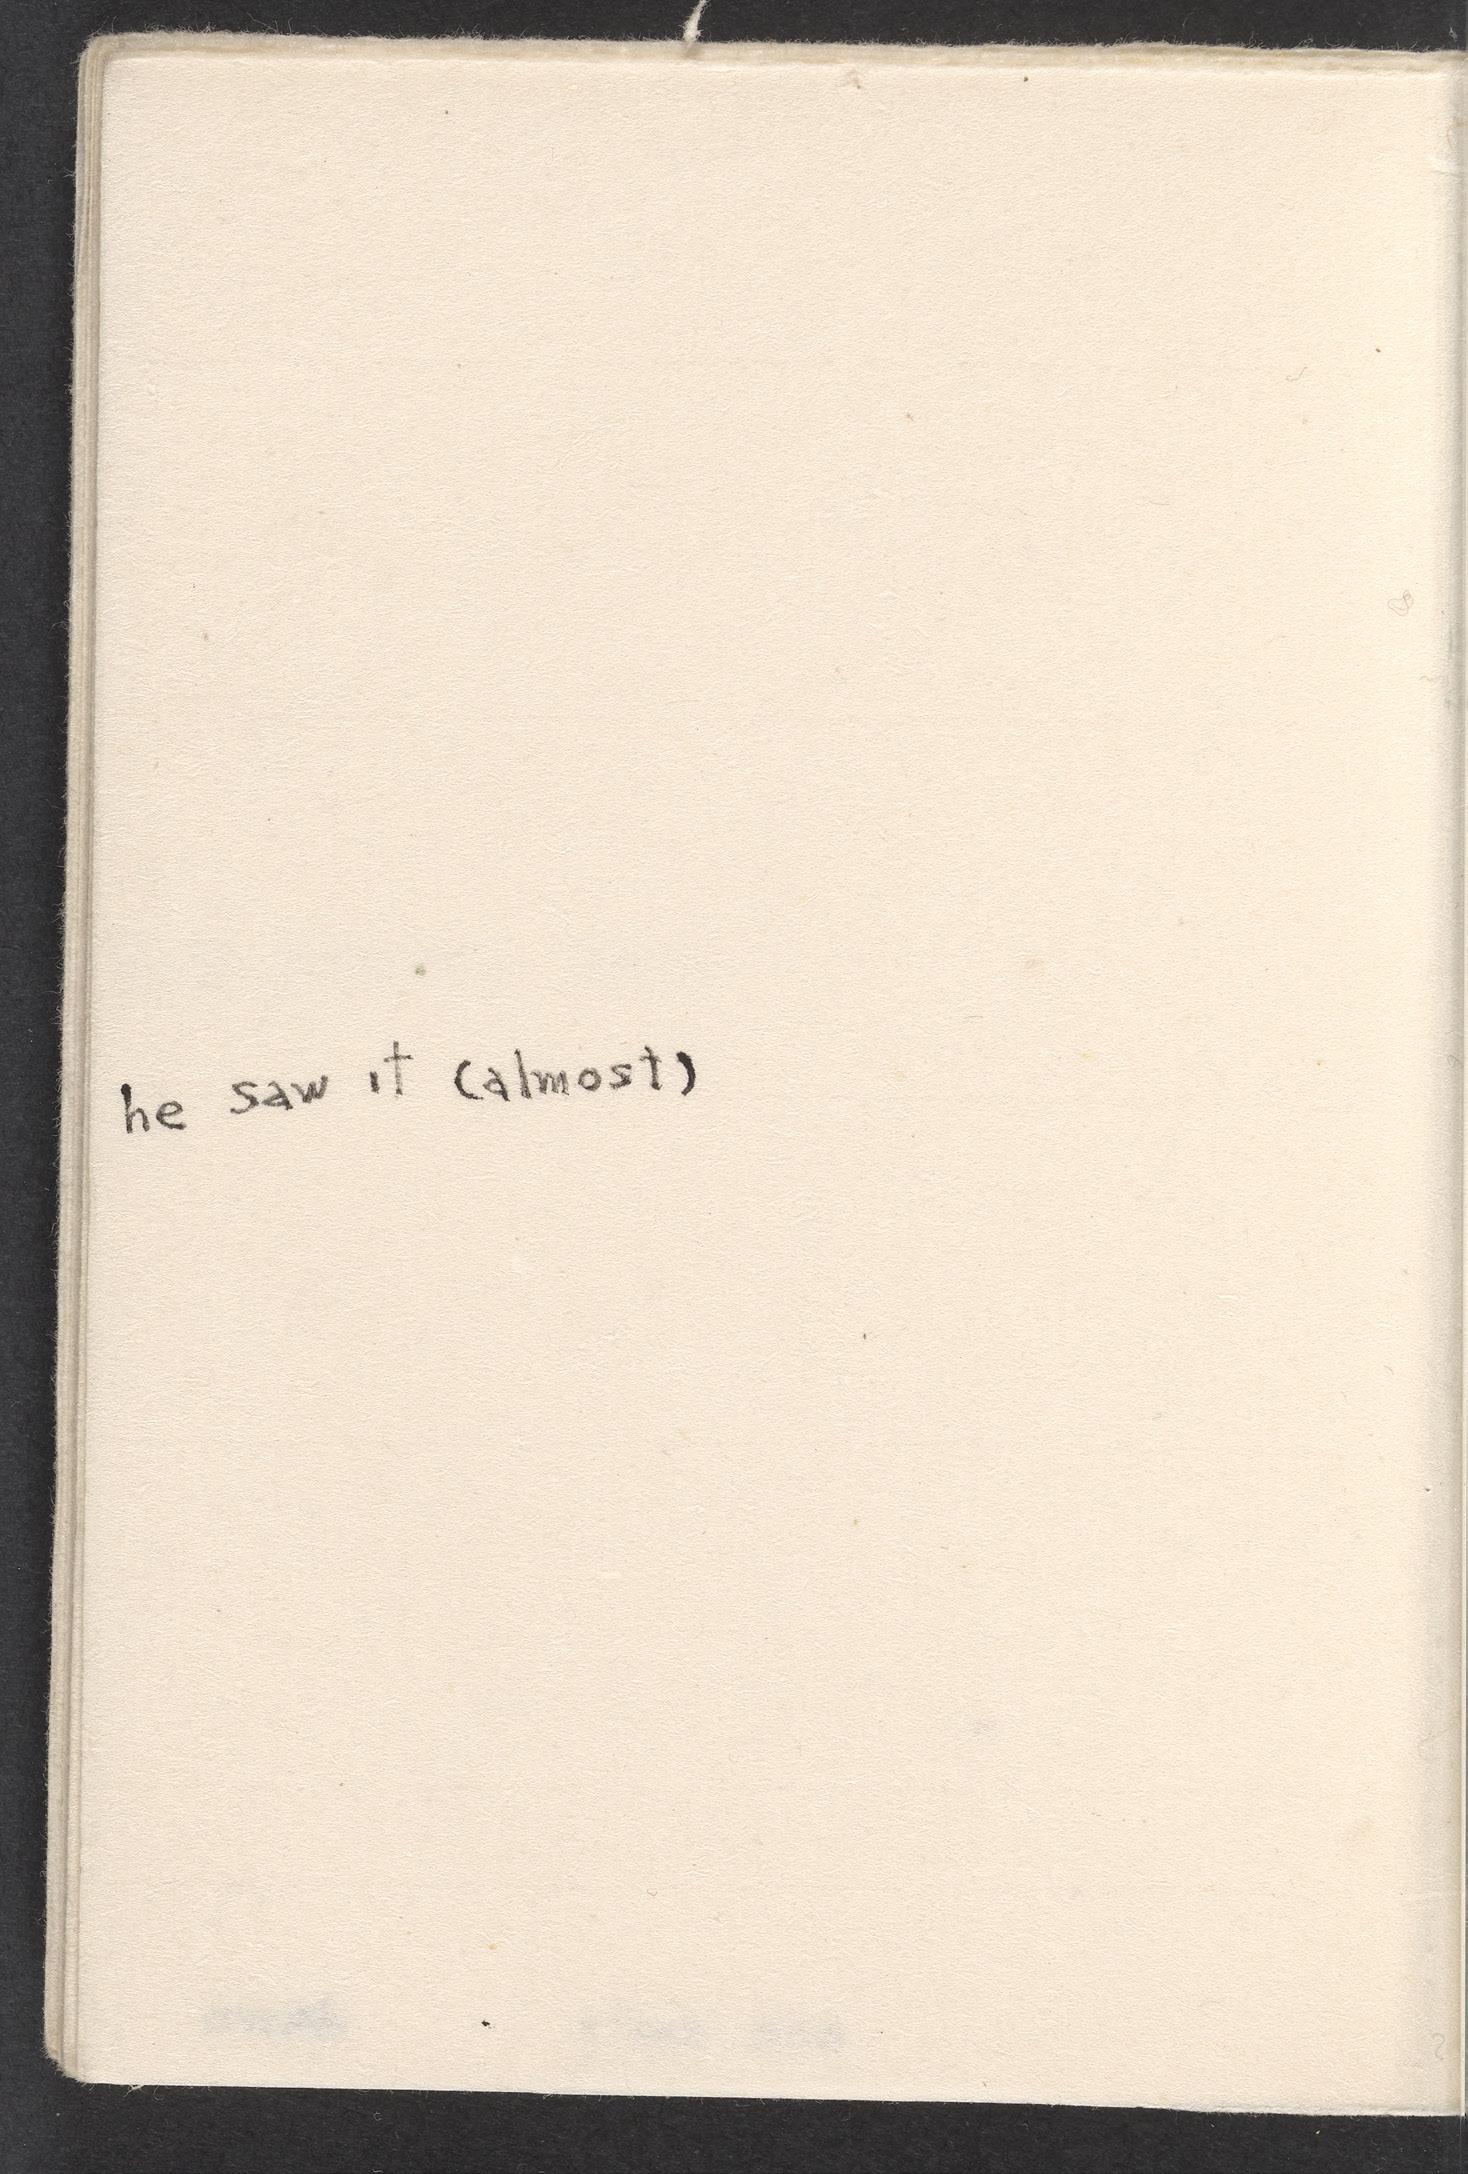 he saw it (almost)